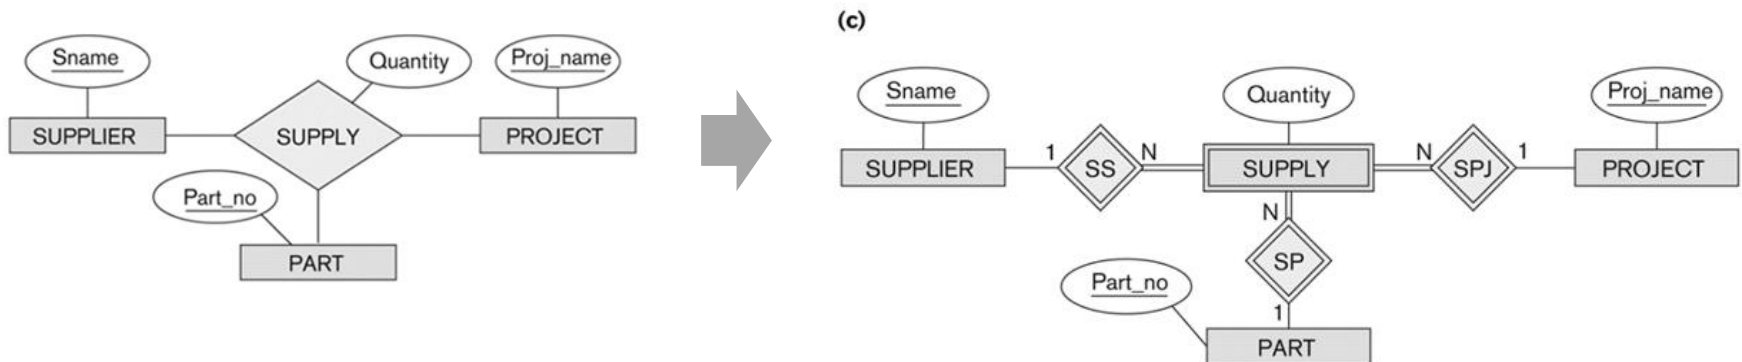 (c)
Sname
Quantity
Proj_name
SUPPLIER
SUPPLY
PROJECT
Part_no
PART
Sname
Quantity
Proj_name
SUPPLIER
1
SS
N
SUPPLY
N
SPJ
1
PROJECT
N
SP
Part_no
1
PART